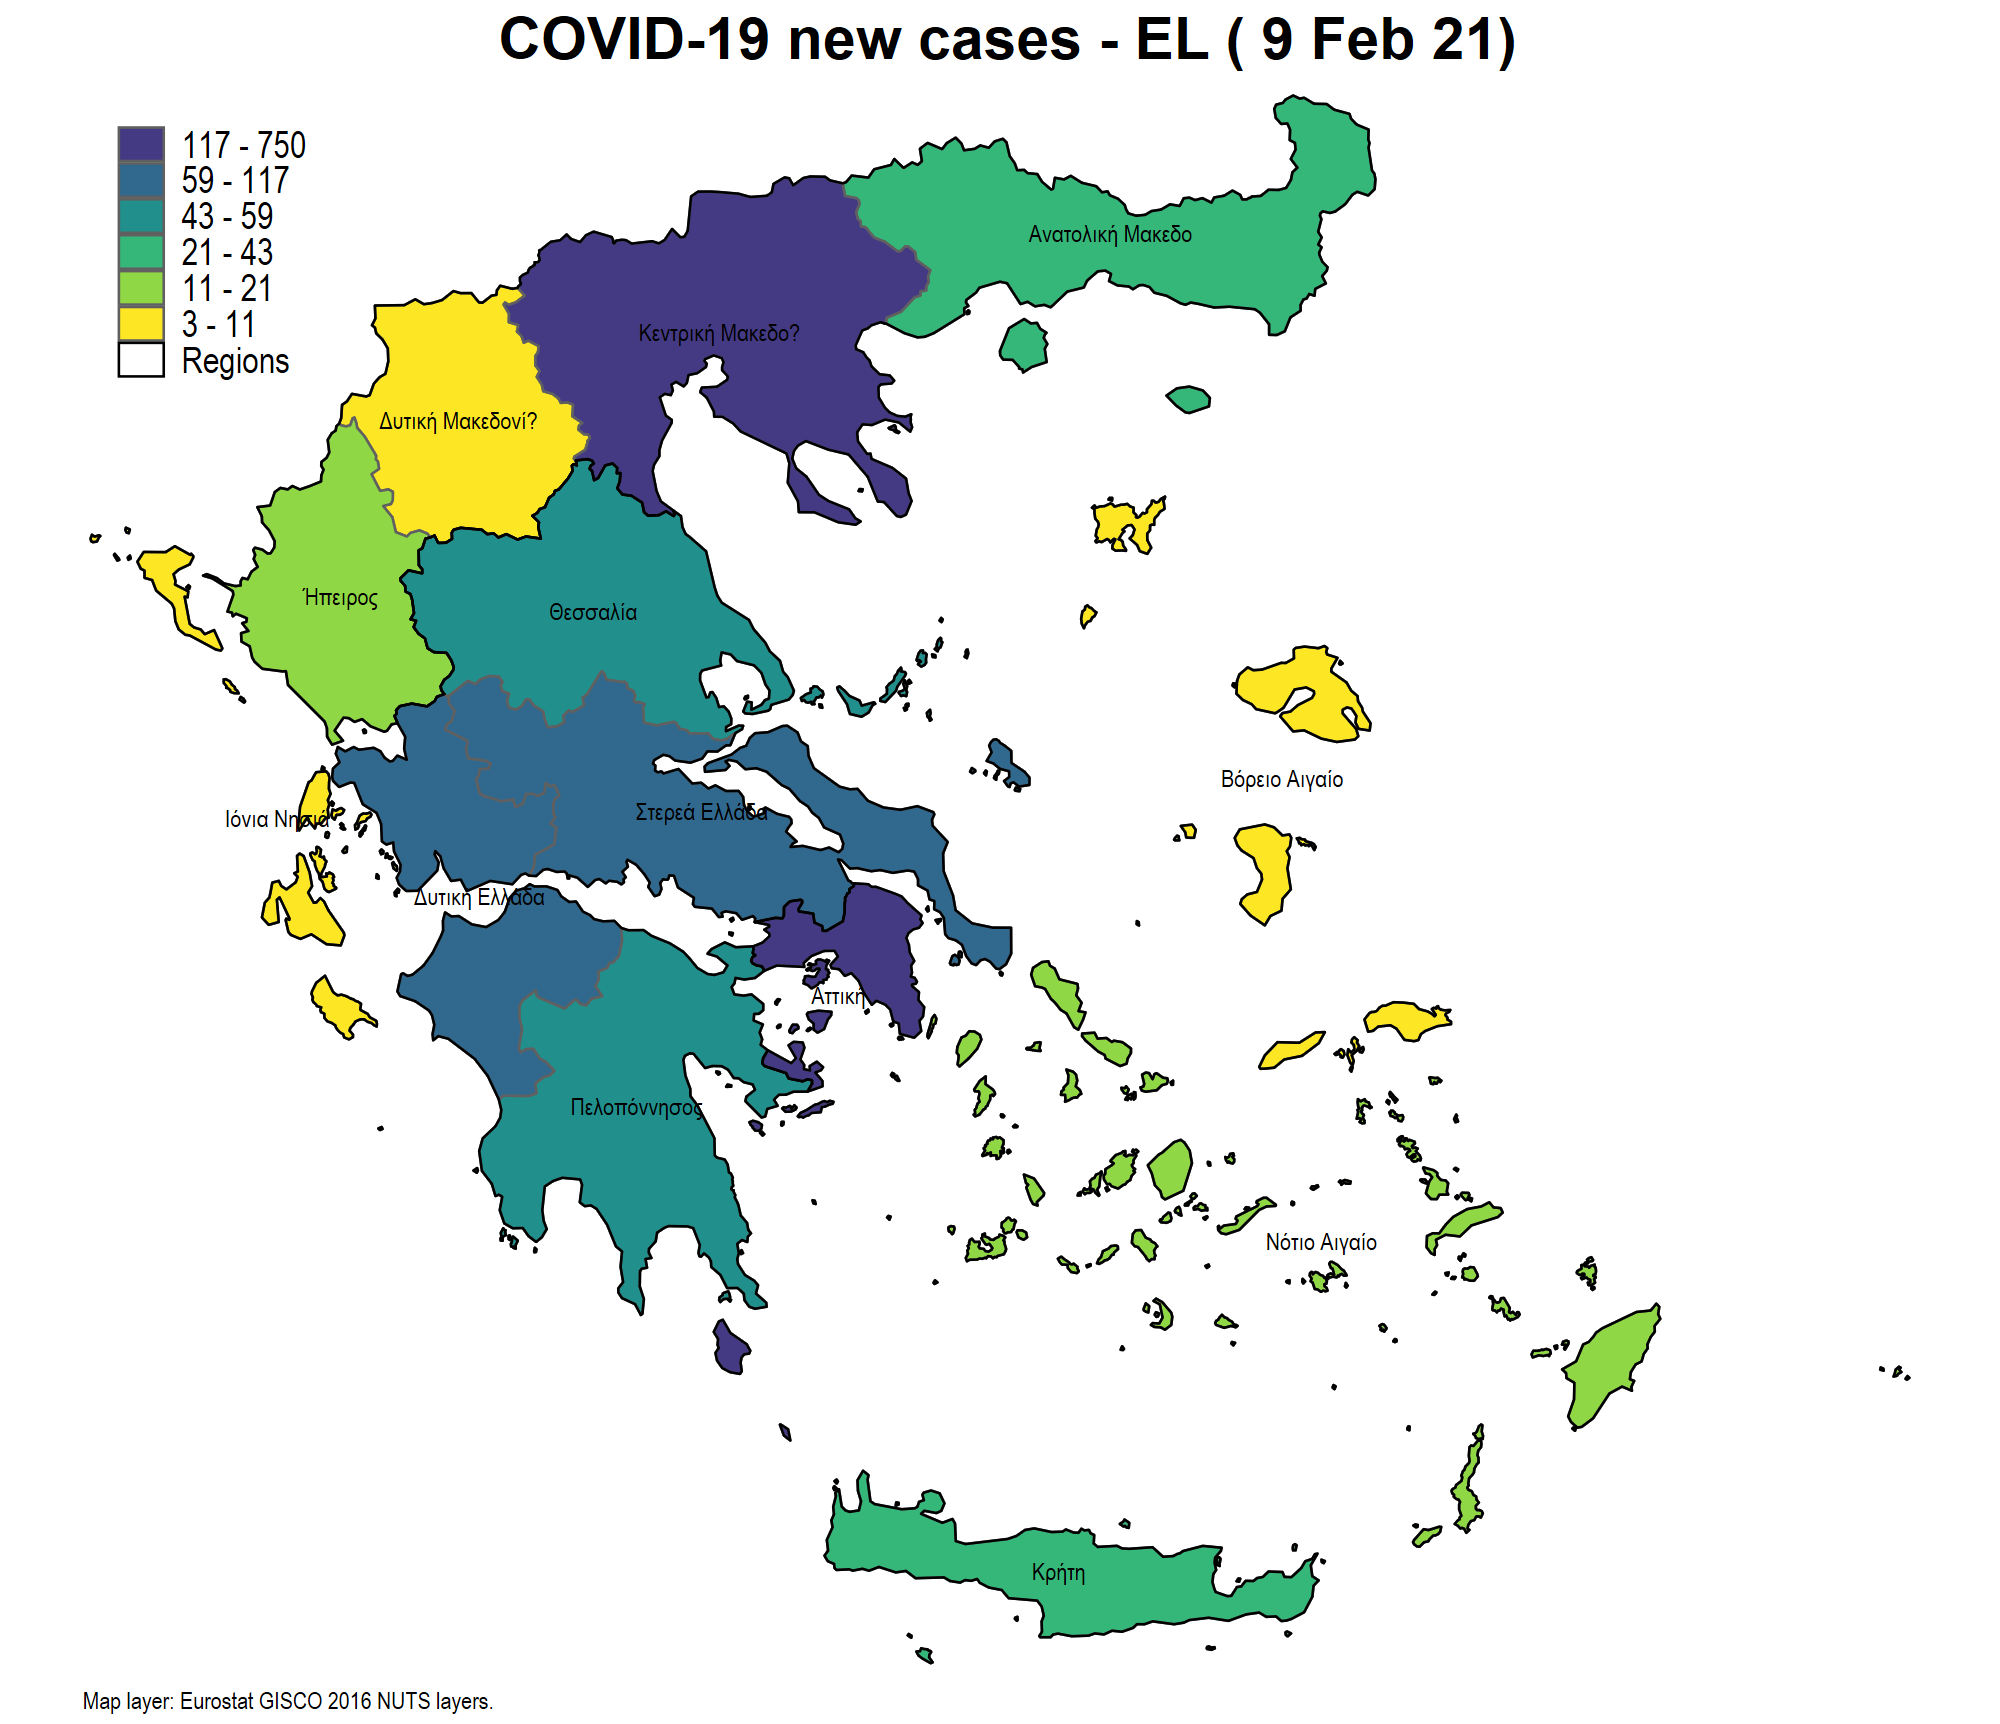 COVID-19 new cases - EL ( 9 Feb 21)
117 - 750
59 - 117
43 - 59
21 - 43
11 - 21
3 - 11
Regions
Ανατολική Μακεδο
Κεντρική Μακεδο?
Δυτική Μακεδονί?
Ήπειρος
Θεσσαλία
Βόρειο Αιγαίο
Στερεά Ελλάδα
Ιόνια Νησιά
Δυτική Ελλάδα
Αττική
Πελοπόννησος
Νότιο Αιγαίο
Κρήτη
Map layer: Eurostat GISCO 2016 NUTS layers.